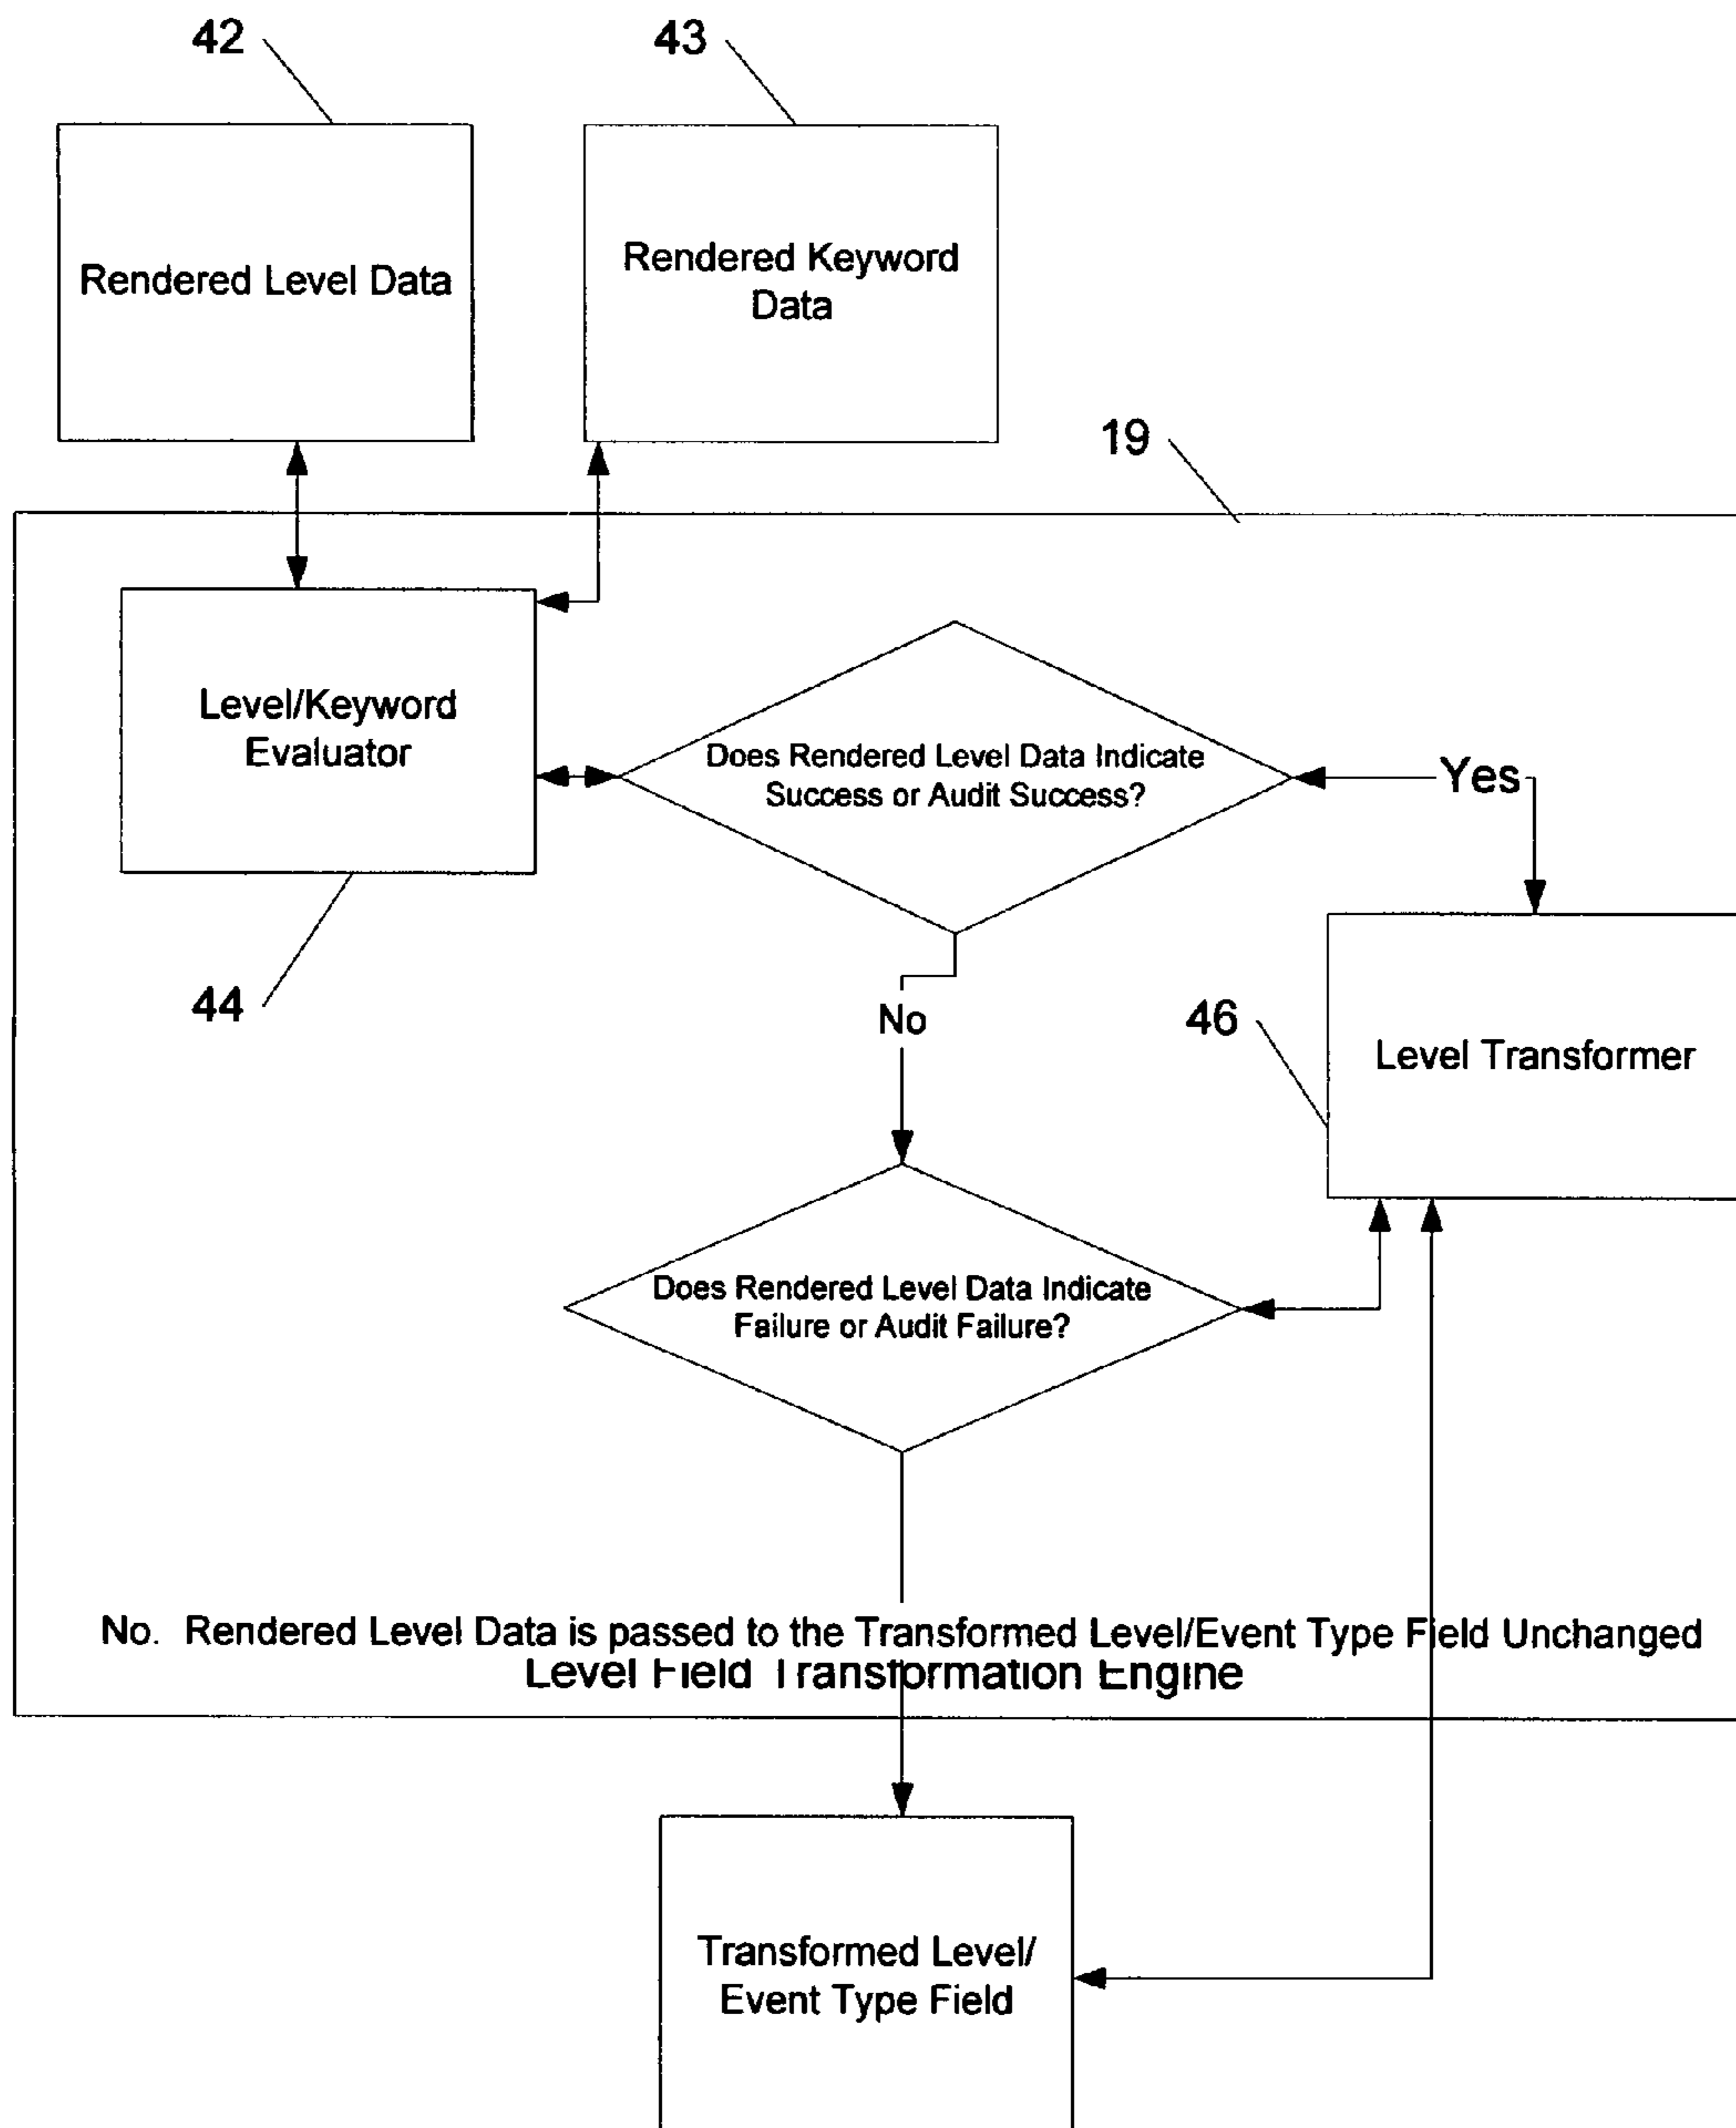 42
43
Rendered Level Data
Rendered Keyword
Data
19
Level/Keyword
Evaluator
Does Rendered Level Data Indicate
Success or Audit Success?
Yes
44
No
46
Level Transformer
Does Rendered Level Data Indicate
Failure or Audit Failure?
No. Rendered Level Data is passed to the Transformed Level/Event Type Field Unchanged
Level Field Transformation Engine
Transformed Level/
Event Type Field